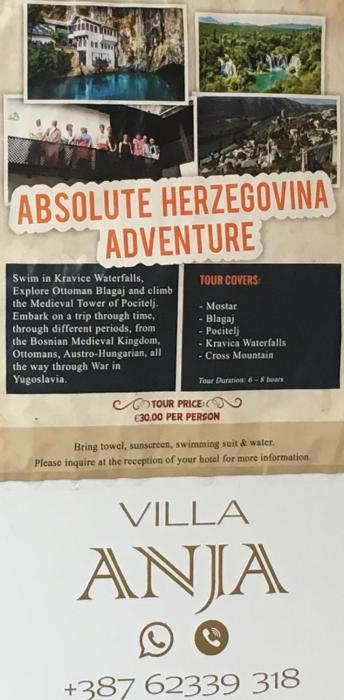 ABSOLUTE HERZEGOVINA
ADVENTURE
Swim in Kravice Waterfalls,
Explore Ottoman Blagaj and climb
the Medieval Tower of Pocitelj.
Embark on a trip through time,
through different periods, from
the Bosnian Medieval Kingdom,
Ottomans, Austro-Hungarian, all
the way through War in
Yugoslavia.
TOUR COVERS:
- Mostar
- Blagaj
- Pocitelj
- Kravica Waterfalls
- Cross Mountain
Tour Duration: 6 - 8 hours
TOUR PRICE:
€30,00 PER PERSON
Bring towel, sunscreen, swimming suit & water.
Please inquire at the reception of your hotel for more information.
VILLA
ANJA
+387 62339 318